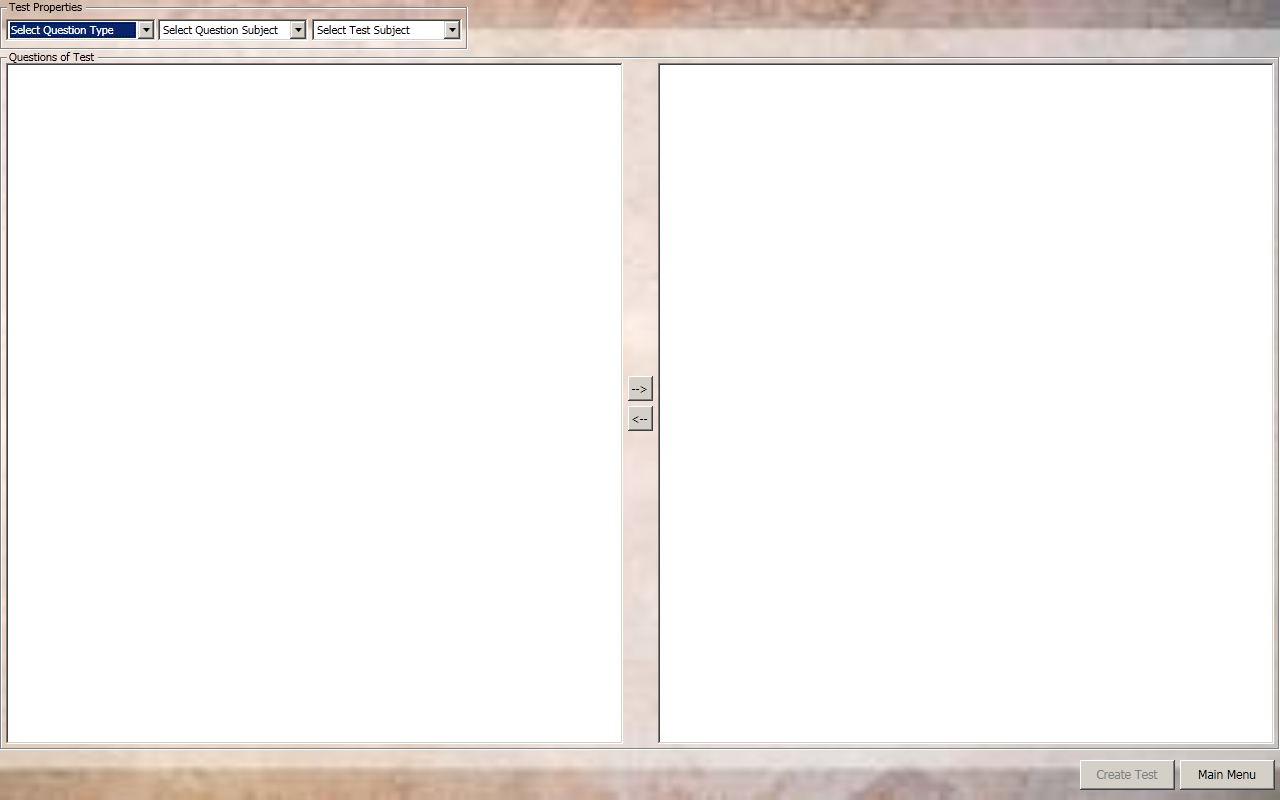 Test Properties
Select Question Type Select Question Subject Select Test Subject
Questions of Test
-->
<--
Create Test Main Menu